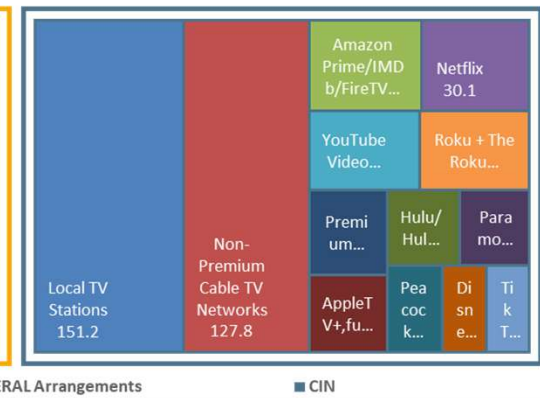 Amazon
Prime/IMD
b/FireTV...
Netflix
30.1
YouTube
Video...
Roku + The
Roku...
Premi
um...
Hulu/
Hul...
Para
mo...
Non-
Premium
Cable TV
Networks
127.8
Local TV
Stations
151.2
AppleT
V+,fu...
Pea
coc
k...
Di
sne
e...
Ti
k
T...
ERAL Arrangements
CIN